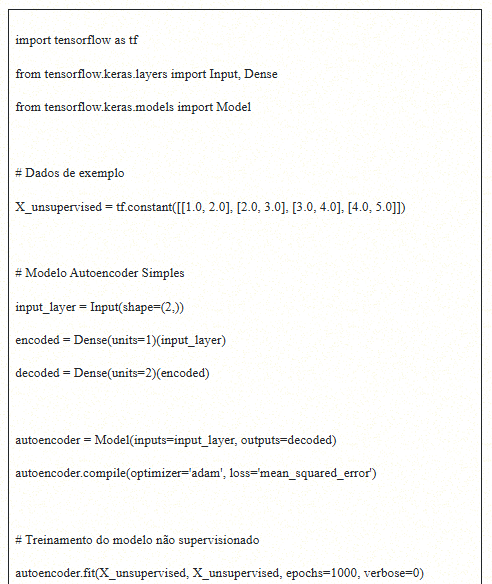 import tensorflow as tf
from tensorflow.keras.layers import Input, Dense
from tensorflow.keras.models import Model
# Dados de exemplo
X_unsupervised = tf.constant([[1.0, 2.0], [2.0, 3.0], [3.0, 4.0], [4.0, 5.0]])
# Modelo Autoencoder Simples
input_layer = Input(shape=(2,))
encoded = Dense(units=1)(input_layer)
decoded = Dense(units=2)(encoded)
autoencoder = Model(inputs=input_layer, outputs=decoded)
autoencoder.compile(optimizer='adam', loss='mean_squared_error')
# Treinamento do modelo não supervisionado
autoencoder.fit(X_unsupervised, X_unsupervised, epochs=1000, verbose=0)